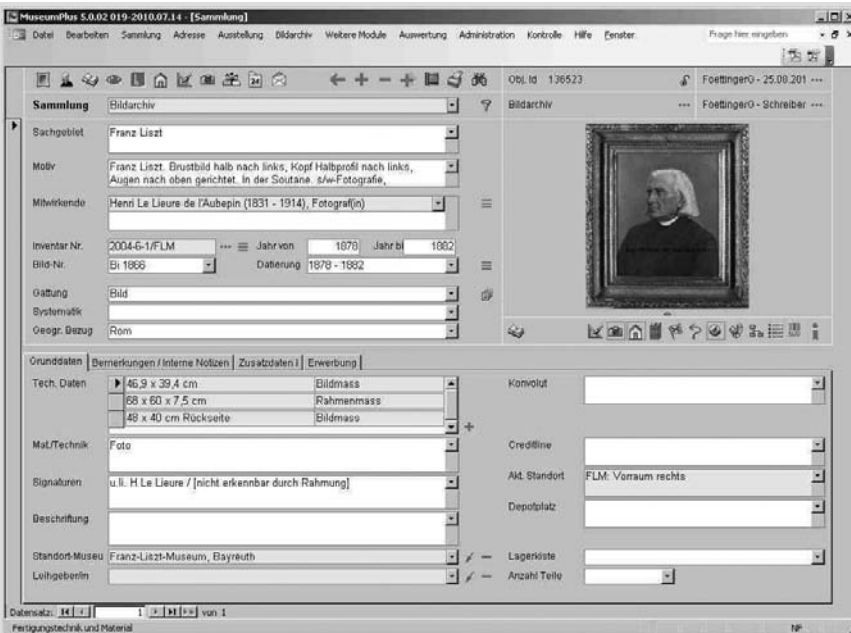 MuseumPlus 5.0.02 019-2010.07.14 - [Sammlung]
Datei Bearbeiten Sammlung Adresse Ausstellung Bildarchiv Weitere Module Auswertung Administration Kontrolle Hilfe Fenster Frage hier eingeben
Obj. Id 136523 FoettingerG - 25.08.201 ...
Sammlung Bildarchiv Bildarchiv ... FoettingerG - Schreiber ...
Sachgebiet Franz Liszt
Motiv Franz Liszt. Brustbild halb nach links, Kopf Halbprofil nach links,
Augen nach oben gerichtet. In der Soutane. s/w-Fotografie,
Mitwirkende Henri Le Lieure de l'Aubepin (1831 - 1914), Fotograf(in)
Inventar Nr. 2004-6-1/FLM ... Jahr von 1878 Jahr bi 1882
Bild-Nr. Bi 1866 Datierung 1878 - 1882
Gattung Bild
Systematik
Geogr. Bezug Rom
Grunddaten Bemerkungen / Interne Notizen Zusatzdaten I Erwerbung
Tech. Daten 46,9 x 39,4 cm Bildmass
68 x 60 x 7,5 cm Rahmenmass
48 x 40 cm Rückseite Bildmass
Mat./Technik Foto
Signaturen u.li. H Le Lieure / [nicht erkennbar durch Rahmung]
Beschriftung
Standort-Museu Franz-Liszt-Museum, Bayreuth
Leihgeber/in
Konvolut
Creditline
Akt. Standort FLM: Vorraum rechts
Depotplatz
Lagerkiste
Anzahl Teile
Datensatz: 1 von 1
Fertigungstechnik und Material NF